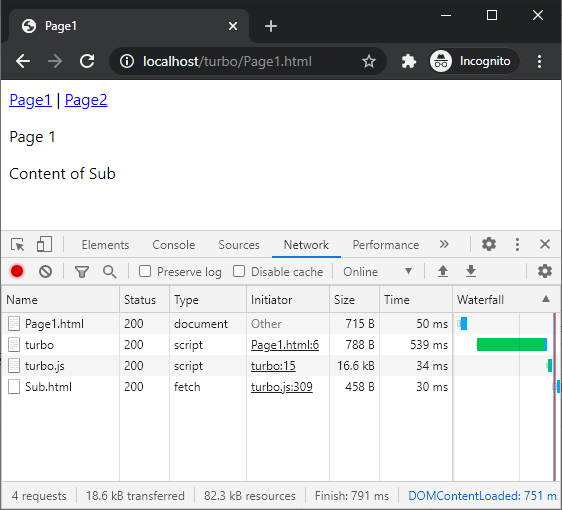 Page1
localhost/turbo/Page1.html
Incognito
Page1 | Page2
Page 1
Content of Sub
Elements Console Sources Network Performance »
Preserve log Disable cache Online
Name Status Type Initiator Size Time Waterfall
Page1.html 200 document Other 715 B 50 ms
turbo 200 script Page1.html:6 788 B 539 ms
turbo.js 200 script turbo:15 16.6 kB 34 ms
Sub.html 200 fetch turbo.js:309 458 B 30 ms
4 requests 18.6 kB transferred 82.3 kB resources Finish: 791 ms DOMContentLoaded: 751 m